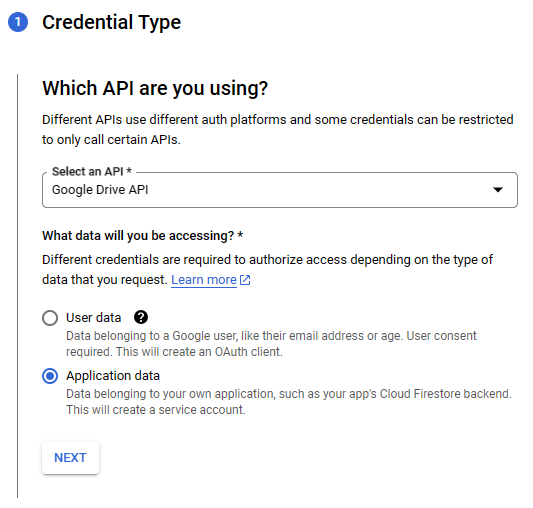 1 Credential Type
Which API are you using?
Different APIs use different auth platforms and some credentials can be restricted
to only call certain APIs.
Select an API *
Google Drive API
What data will you be accessing? *
Different credentials are required to authorize access depending on the type of
data that you request. Learn more
User data ?
Data belonging to a Google user, like their email address or age. User consent
required. This will create an OAuth client.
Application data
Data belonging to your own application, such as your app's Cloud Firestore backend.
This will create a service account.
NEXT